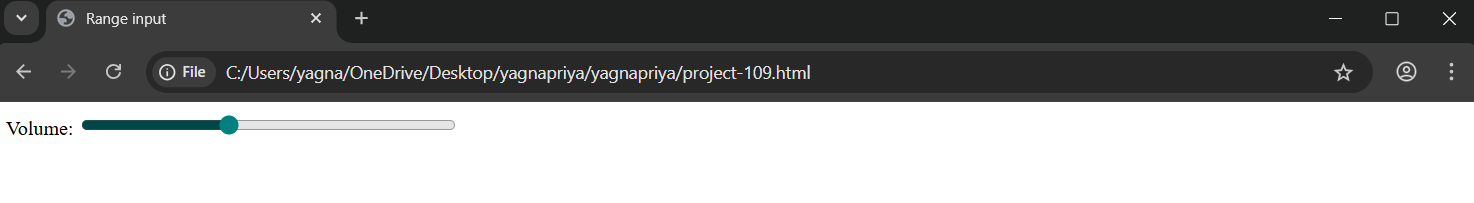 Range input
File C:/Users/yagna/OneDrive/Desktop/yagnapriya/yagnapriya/project-109.html
Volume: